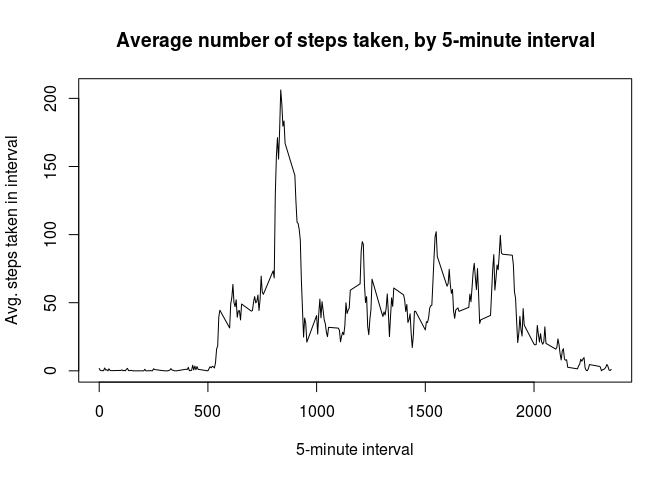 Average number of steps taken, by 5-minute interval
Avg. steps taken in interval
200
150
100
50
0
0 500 1000 1500 2000
5-minute interval